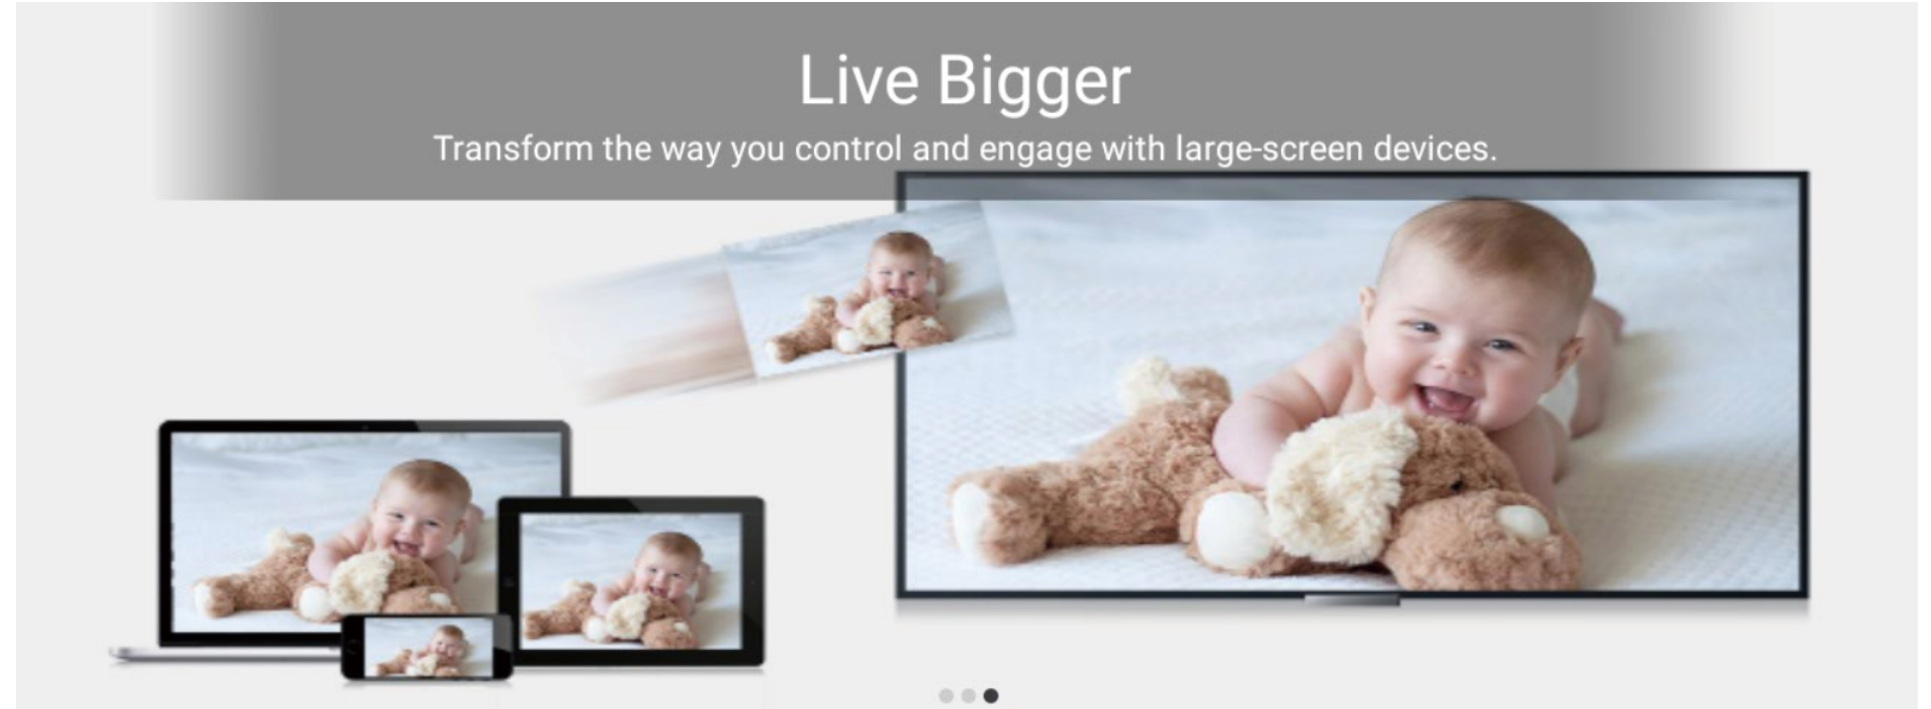 Live Bigger
Transform the way you control and engage with large-screen devices.